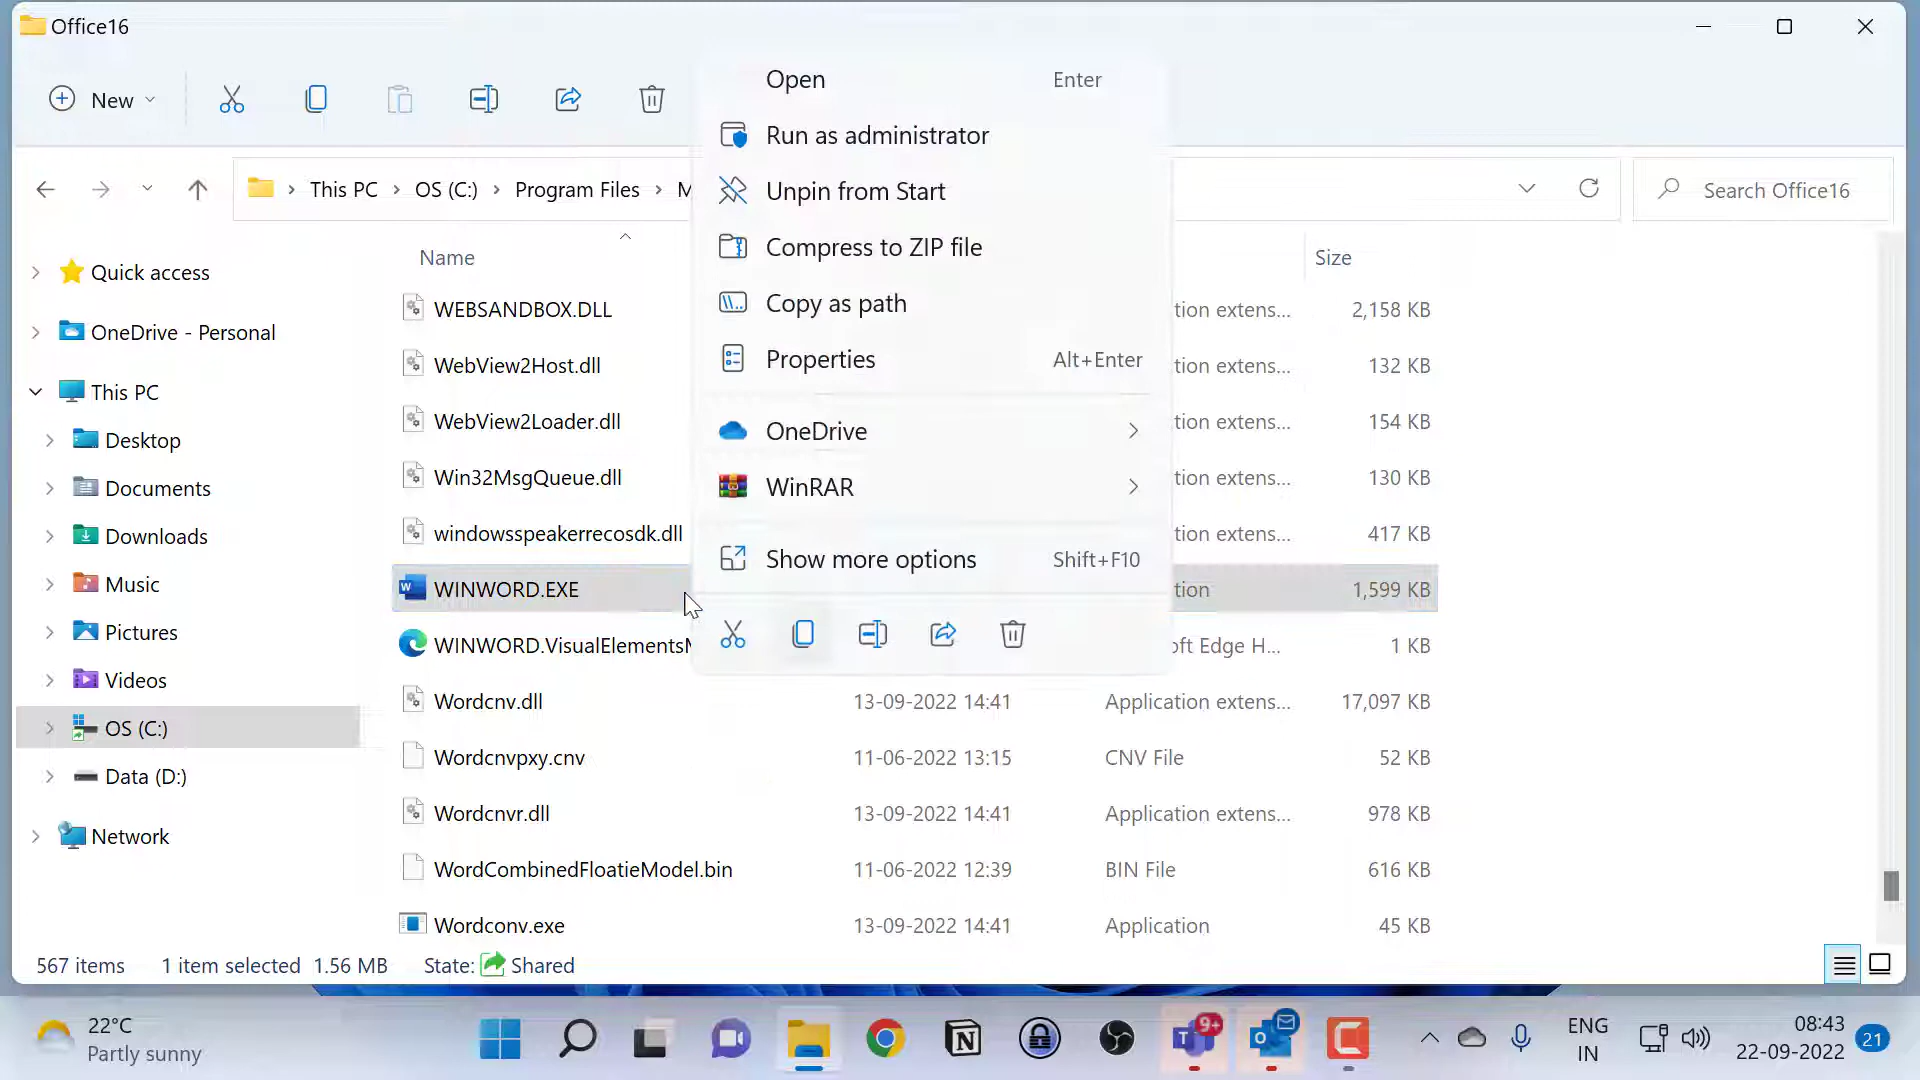 Office16
New
This PC
OS (C:)
Program Files
M
Search Office16
Open Enter
Run as administrator
Unpin from Start
Compress to ZIP file
Copy as path
Properties Alt+Enter
OneDrive
WinRAR
Show more options Shift+F10
Quick access
OneDrive - Personal
This PC
Desktop
Documents
Downloads
Music
Pictures
Videos
OS (C:)
Data (D:)
Network
Name Size
WEBSANDBOX.DLL tion extens... 2,158 KB
WebView2Host.dll tion extens... 132 KB
WebView2Loader.dll tion extens... 154 KB
Win32MsgQueue.dll tion extens... 130 KB
windowsspeakerrecosdk.dll tion extens... 417 KB
WINWORD.EXE tion 1,599 KB
WINWORD.VisualElementsM oft Edge H... 1 KB
Wordcnv.dll 13-09-2022 14:41 Application extens... 17,097 KB
Wordcnvpxy.cnv 11-06-2022 13:15 CNV File 52 KB
Wordcnvr.dll 13-09-2022 14:41 Application extens... 978 KB
WordCombinedFloatieModel.bin 11-06-2022 12:39 BIN File 616 KB
Wordconv.exe 13-09-2022 14:41 Application 45 KB
567 items 1 item selected 1.56 MB State: Shared
22°C
Partly sunny
9+
ENG
IN
08:43
22-09-2022
21